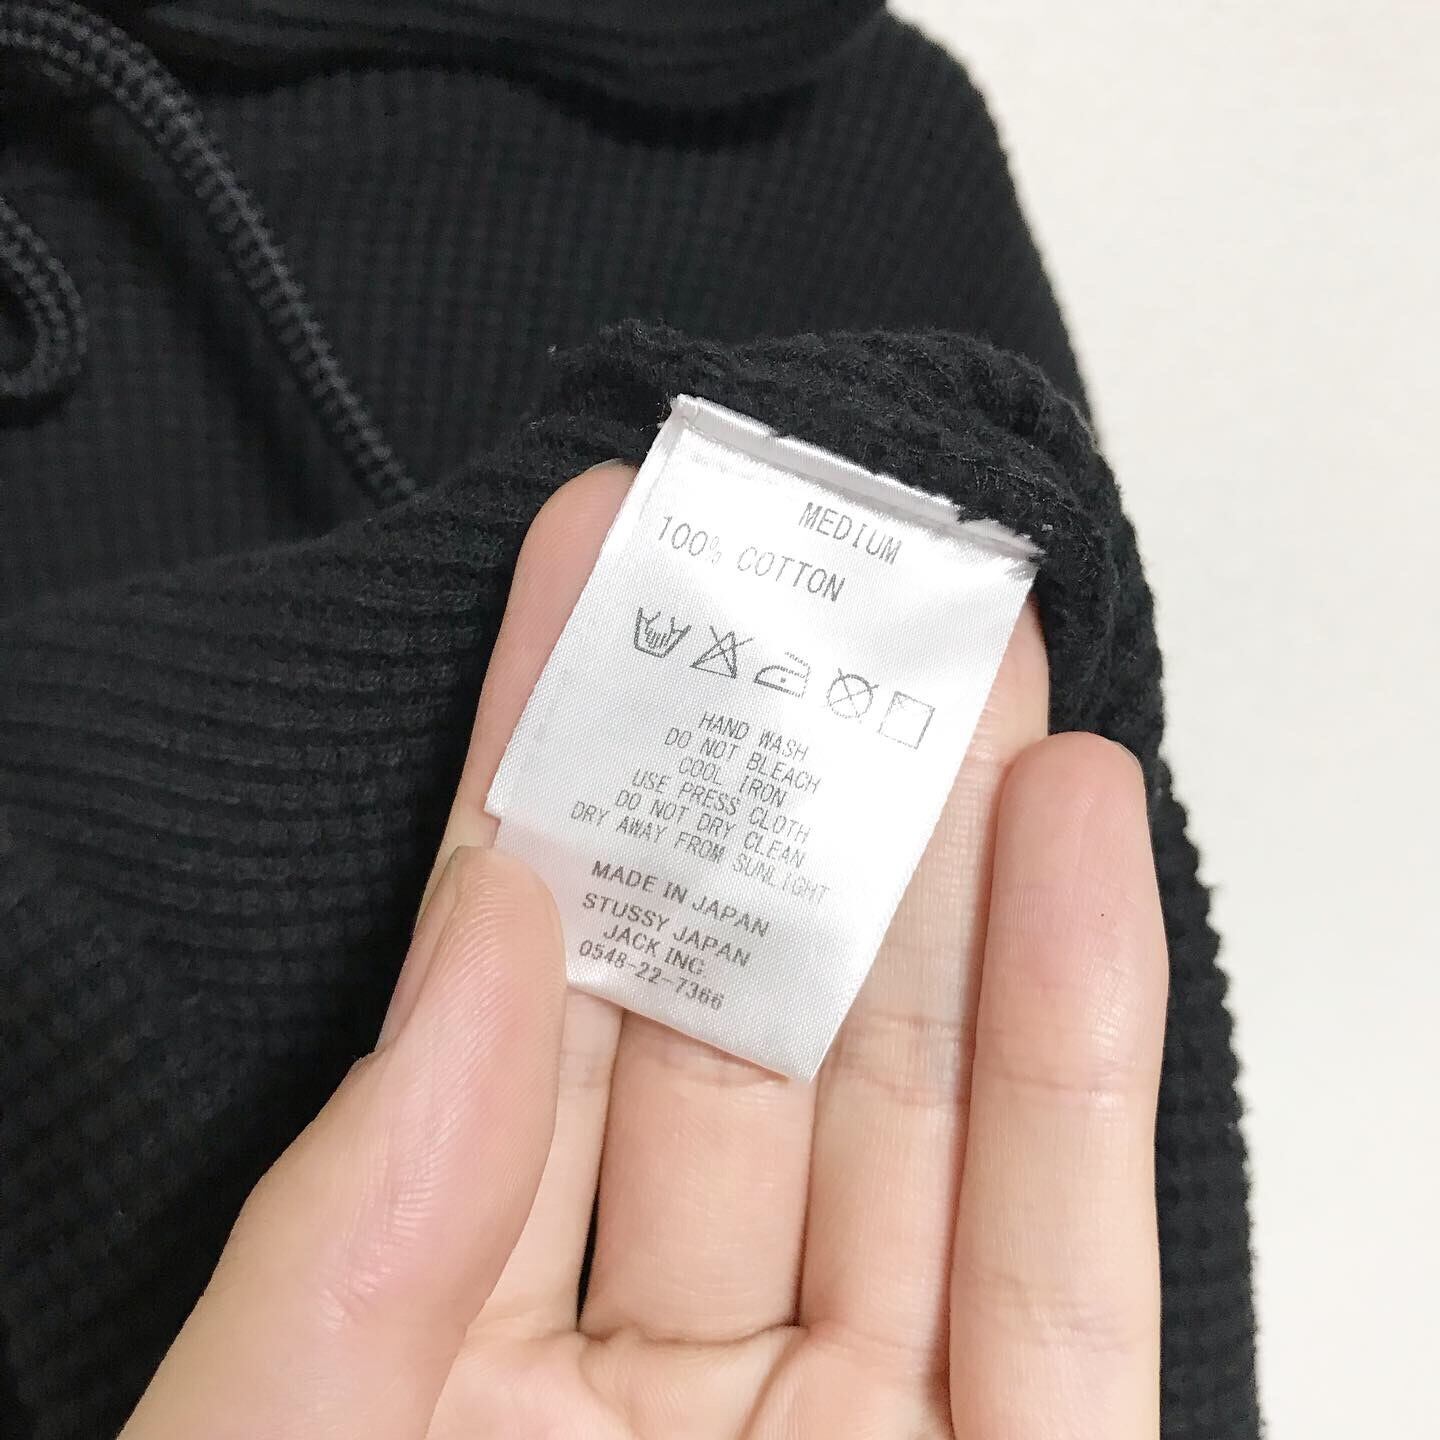 MEDIUM
100% COTTON
HAND WASH
DO NOT BLEACH
COOL IRON
USE PRESS CLOTH
DO NOT DRY CLEAN
DRY AWAY FROM SUNLIGHT
MADE IN JAPAN
STUSSY JAPAN
JACK INC
0548-22-7366